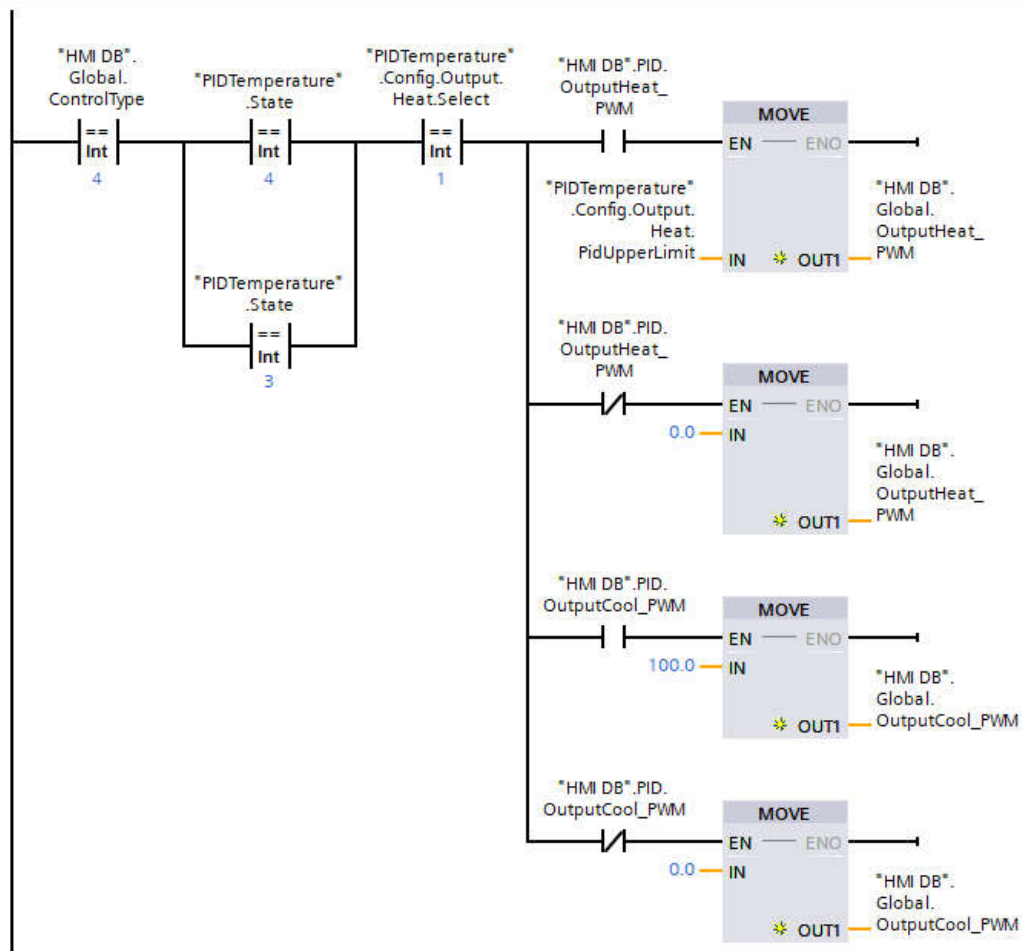 "HMI DB".
Global.
ControlType
==
Int
4
"PIDTemperature"
.State
==
Int
4
"PIDTemperature"
.State
==
Int
3
"PIDTemperature"
.Config.Output.
Heat.Select
==
Int
1
"HMI DB".PID.
OutputHeat_
PWM
MOVE
EN
ENO
"PIDTemperature"
.Config.Output.
Heat.
PidUpperLimit
IN
OUT1
"HMI DB".
Global.
OutputHeat_
PWM
"HMI DB".PID.
OutputHeat_
PWM
MOVE
EN
ENO
0.0
IN
OUT1
"HMI DB".
Global.
OutputHeat_
PWM
"HMI DB".PID.
OutputCool_PWM
MOVE
EN
ENO
100.0
IN
OUT1
"HMI DB".
Global.
OutputCool_PWM
"HMI DB".PID.
OutputCool_PWM
MOVE
EN
ENO
0.0
IN
OUT1
"HMI DB".
Global.
OutputCool_PWM